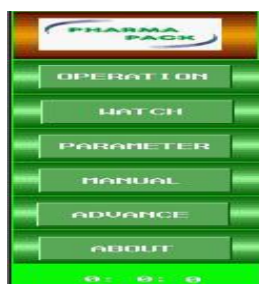 PHARMA
PACK
OPERATION
WATCH
PARAMETER
MANUAL
ADVANCE
ABOUT
0: 0: 0